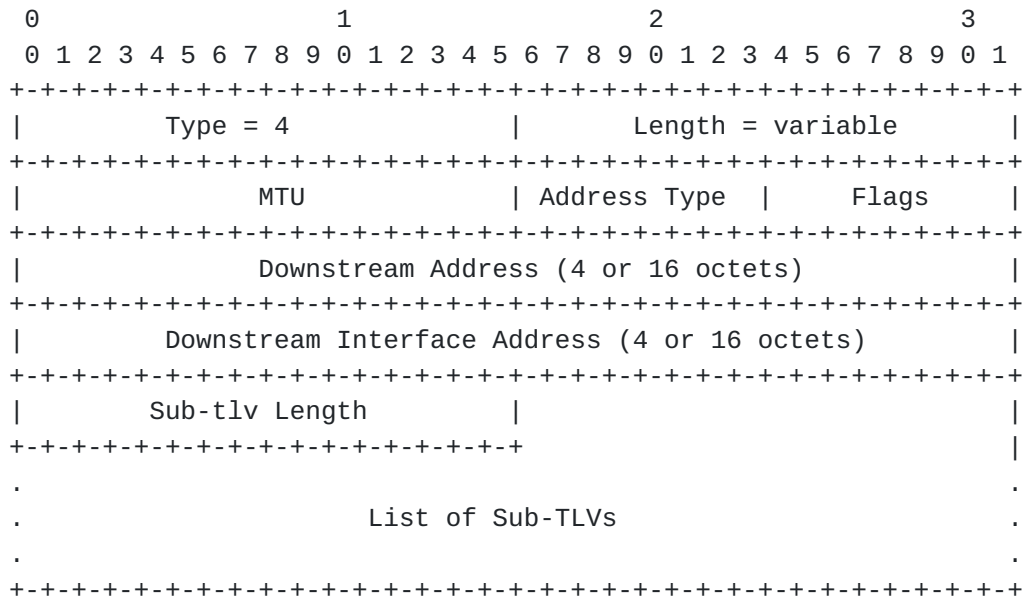 0                   1                   2                   3
 0 1 2 3 4 5 6 7 8 9 0 1 2 3 4 5 6 7 8 9 0 1 2 3 4 5 6 7 8 9 0 1
+-+-+-+-+-+-+-+-+-+-+-+-+-+-+-+-+-+-+-+-+-+-+-+-+-+-+-+-+-+-+-+-+
|         Type = 4              |       Length = variable       |
+-+-+-+-+-+-+-+-+-+-+-+-+-+-+-+-+-+-+-+-+-+-+-+-+-+-+-+-+-+-+-+-+
|               MTU             | Address Type  |     Flags     |
+-+-+-+-+-+-+-+-+-+-+-+-+-+-+-+-+-+-+-+-+-+-+-+-+-+-+-+-+-+-+-+-+
|               Downstream Address (4 or 16 octets)             |
+-+-+-+-+-+-+-+-+-+-+-+-+-+-+-+-+-+-+-+-+-+-+-+-+-+-+-+-+-+-+-+-+
|         Downstream Interface Address (4 or 16 octets)         |
+-+-+-+-+-+-+-+-+-+-+-+-+-+-+-+-+-+-+-+-+-+-+-+-+-+-+-+-+-+-+-+-+
|        Sub-tlv Length         |                               |
+-+-+-+-+-+-+-+-+-+-+-+-+-+-+-+-+                               |
.                                                               .
.                      List of Sub-TLVs                         .
.                                                               .
+-+-+-+-+-+-+-+-+-+-+-+-+-+-+-+-+-+-+-+-+-+-+-+-+-+-+-+-+-+-+-+-+